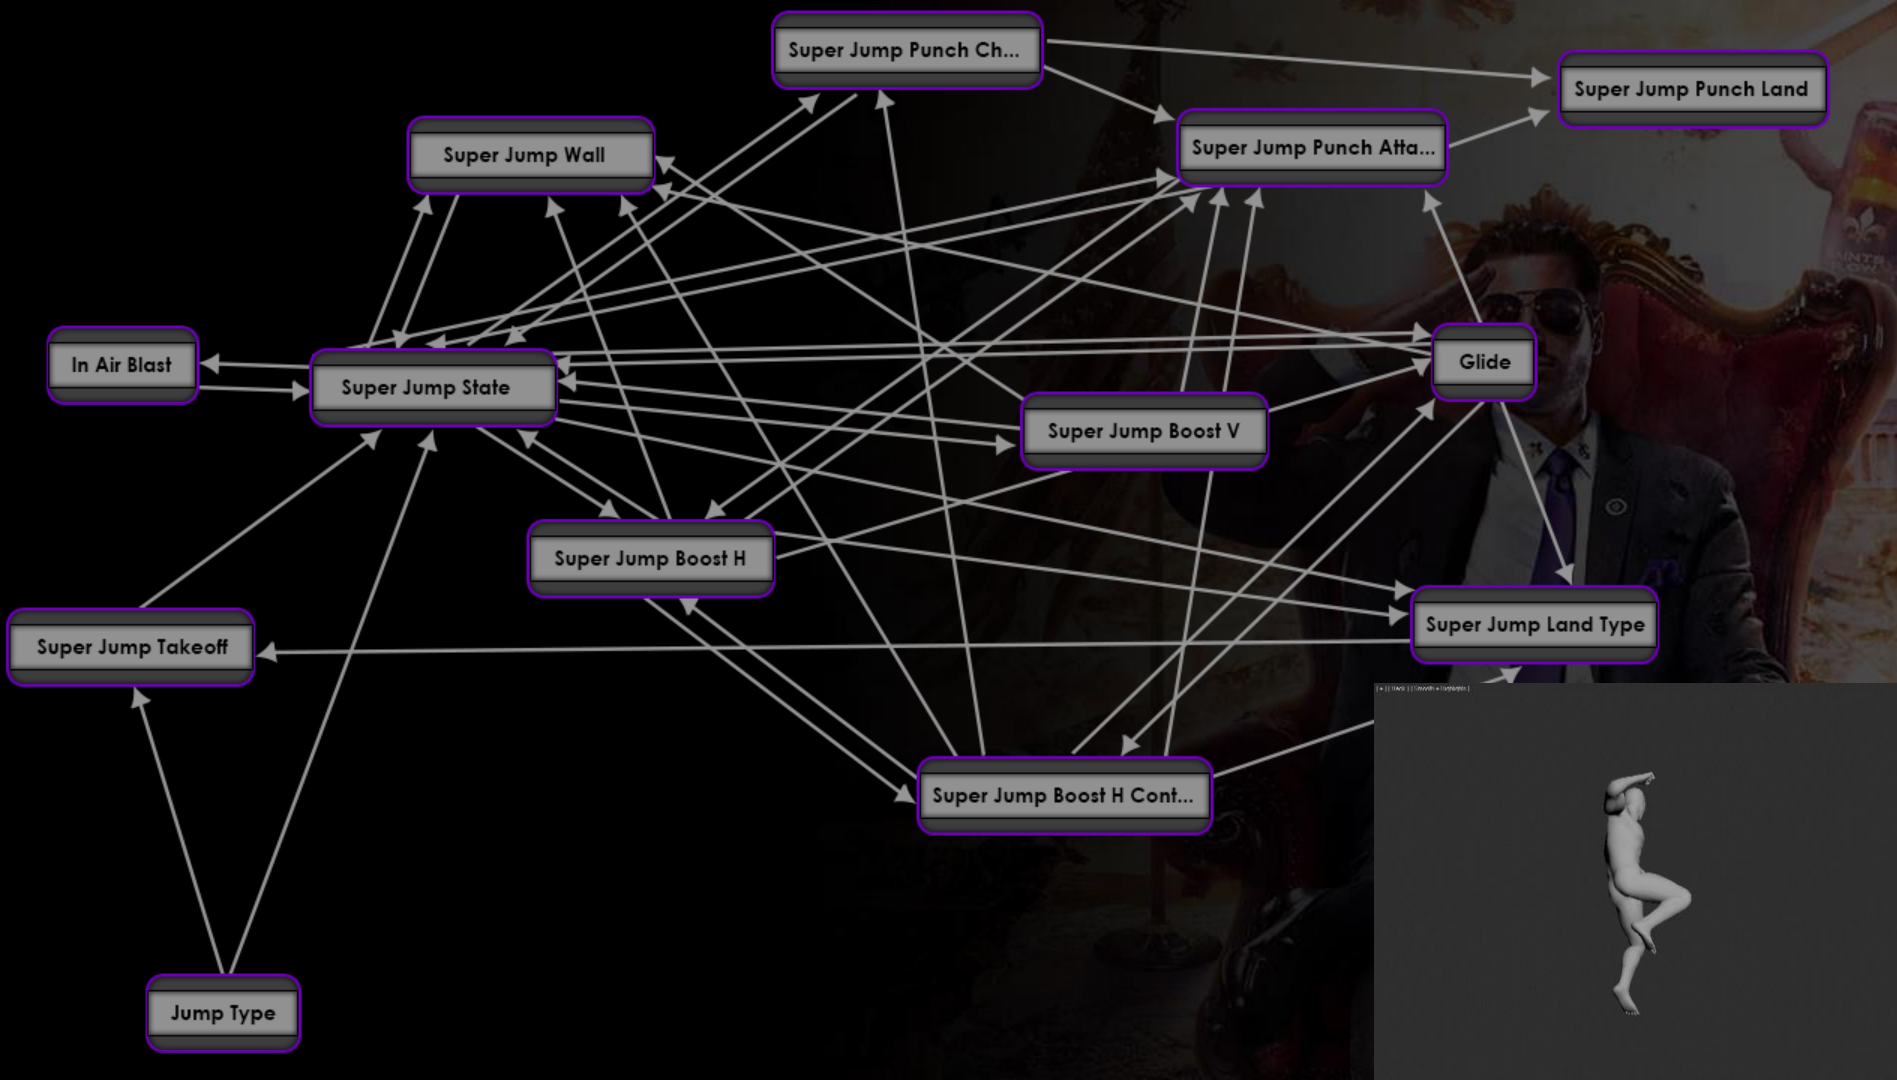 Super Jump Punch Ch...
Super Jump Punch Land
Super Jump Wall
Super Jump Punch Atta...
In Air Blast
Super Jump State
Glide
Super Jump Boost V
Super Jump Boost H
Super Jump Takeoff
Super Jump Land Type
Super Jump Boost H Cont...
Jump Type